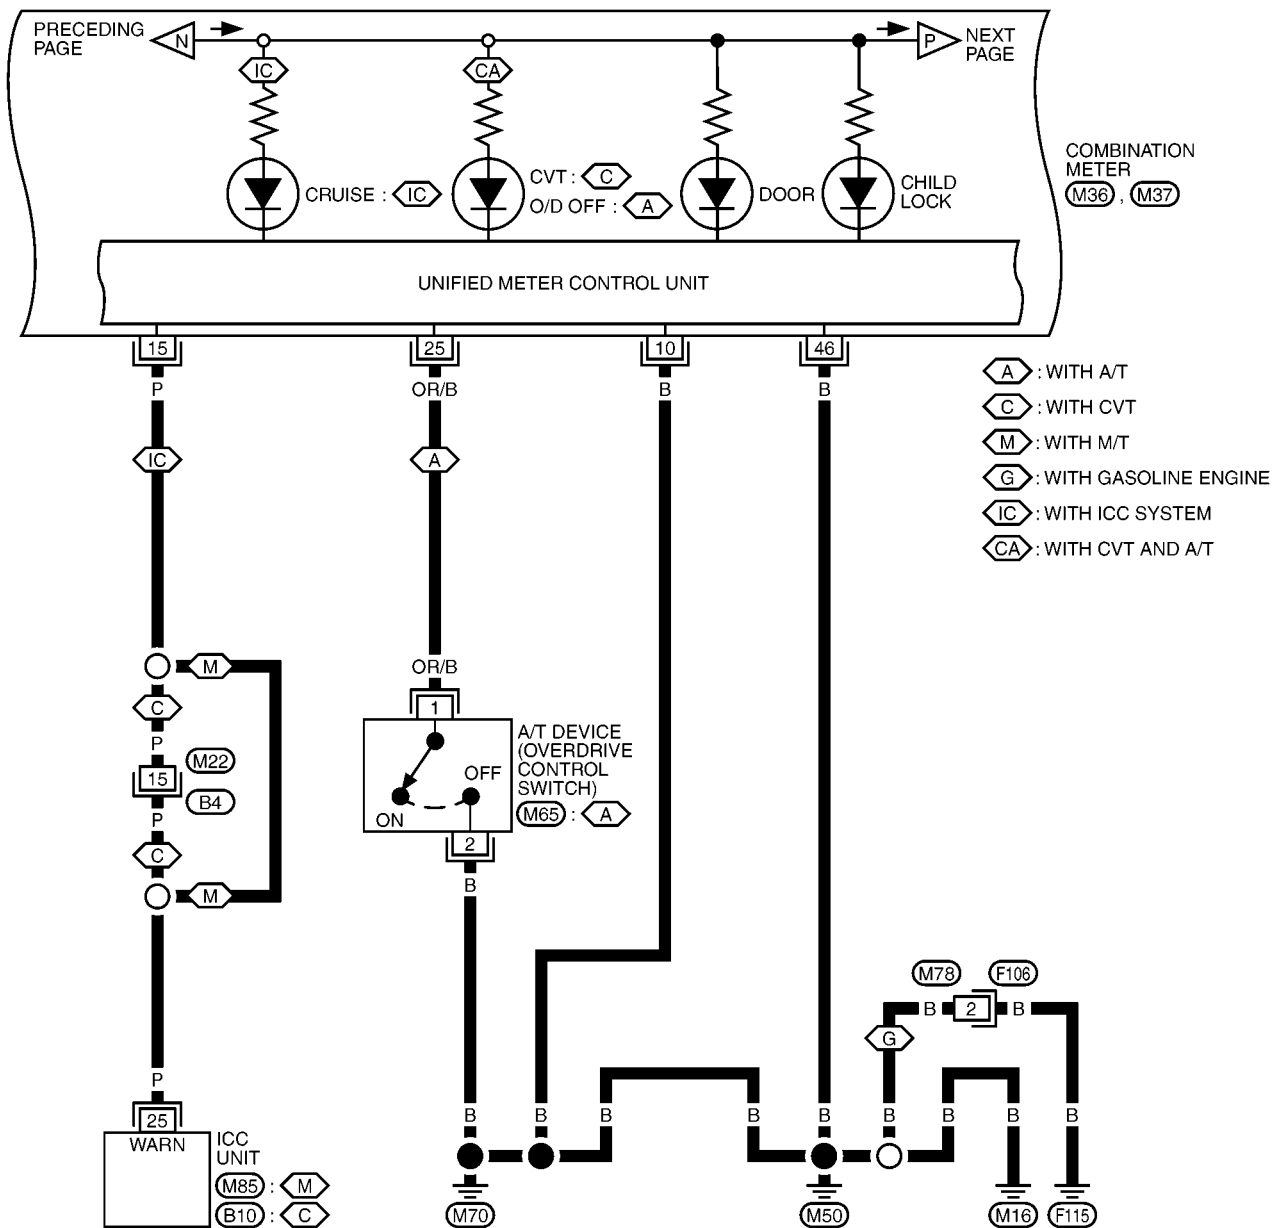 PRECEDING
PAGE
N
IC
CA
P
NEXT
PAGE
COMBINATION
METER
M36 , M37
CRUISE : IC
CVT : C
O/D OFF : A
DOOR
CHILD
LOCK
UNIFIED METER CONTROL UNIT
15
25
10
46
P
OR/B
B
B
A : WITH A/T
C : WITH CVT
M : WITH M/T
G : WITH GASOLINE ENGINE
IC : WITH ICC SYSTEM
CA : WITH CVT AND A/T
IC
A
M
OR/B
C
1
P
15
M22
B4
A/T DEVICE
(OVERDRIVE
CONTROL
SWITCH)
M65 : A
OFF
ON
P
2
C
B
M
M78
F106
B
2
B
G
P
25
WARN
ICC
UNIT
M85 : M
B10 : C
B
B
B
B
B
B
B
B
B
M70
M50
M16
F115